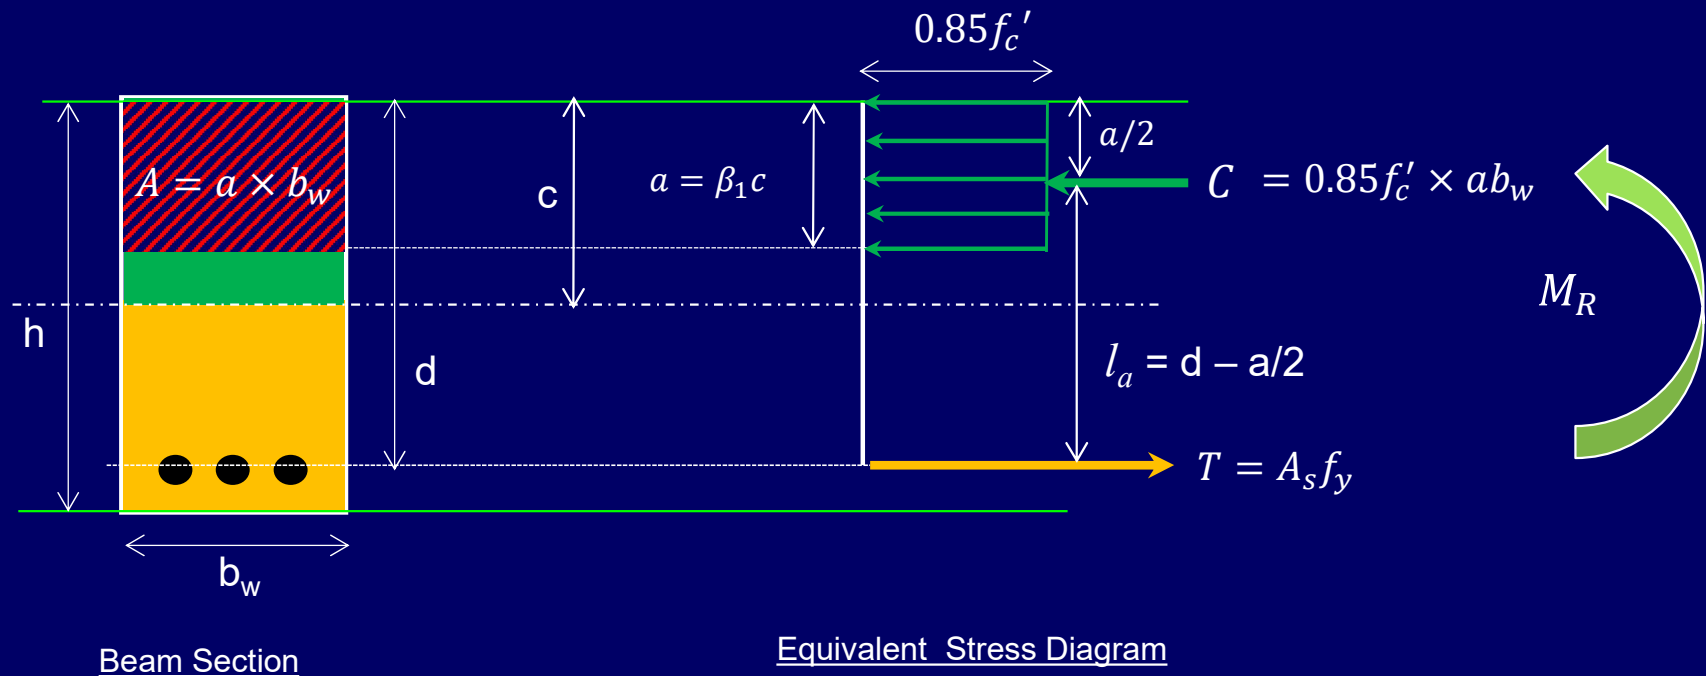 0.85f_c′
a/2
A = a × b_w
c
a = β₁c
C = 0.85f_c′ × ab_w
M_R
h
d
l_a = d – a/2
T = A_s f_y
b_w
Beam Section
Equivalent Stress Diagram